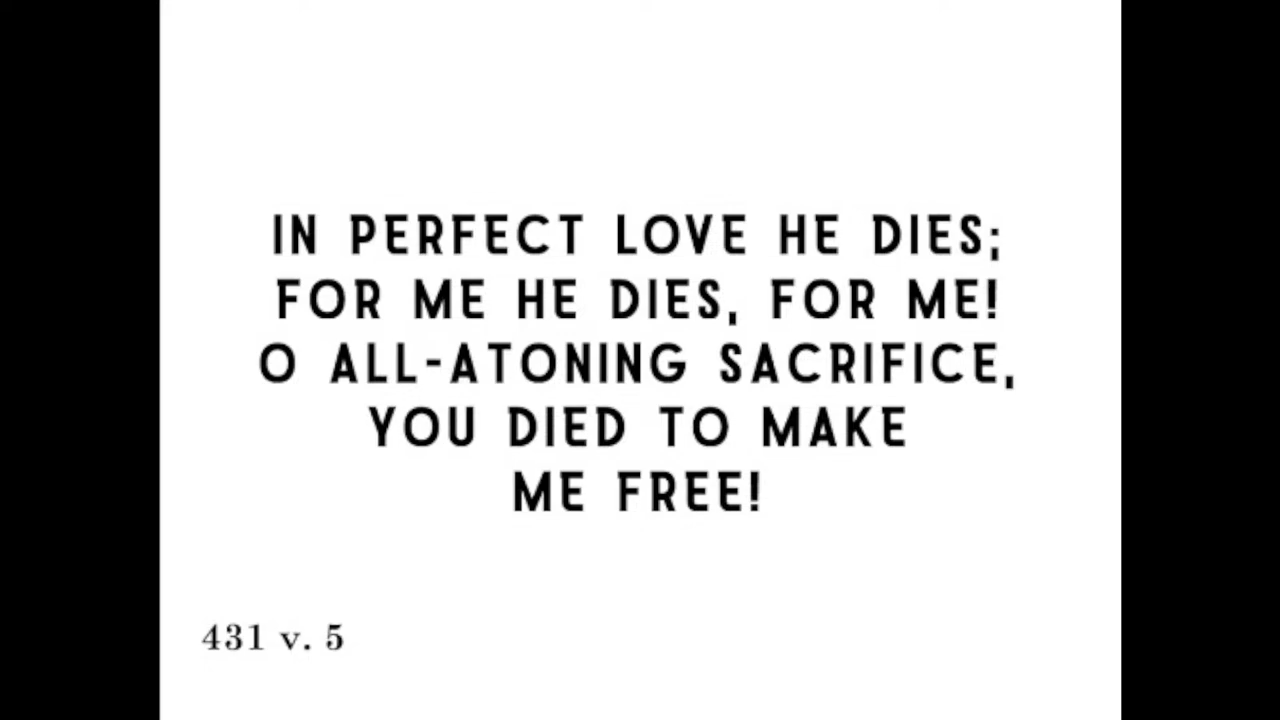 IN PERFECT LOVE HE DIES;
FOR ME HE DIES, FOR ME!
O ALL-ATONING SACRIFICE,
YOU DIED TO MAKE
ME FREE!
431 v. 5